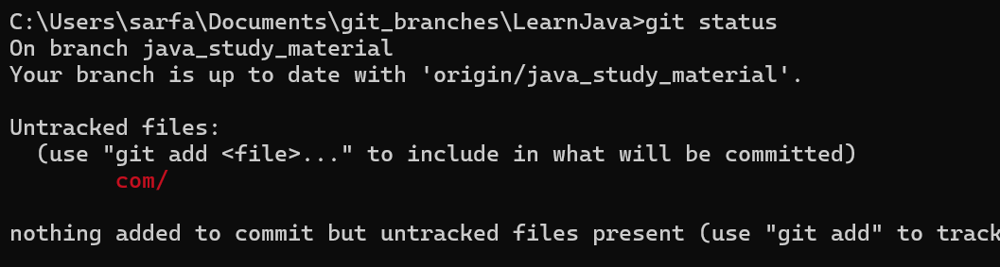 C:\Users\sarfa\Documents\git_branches\LearnJava>git status
On branch java_study_material
Your branch is up to date with 'origin/java_study_material'.
Untracked files:
(use "git add <file>..." to include in what will be committed)
com/
nothing added to commit but untracked files present (use "git add" to track